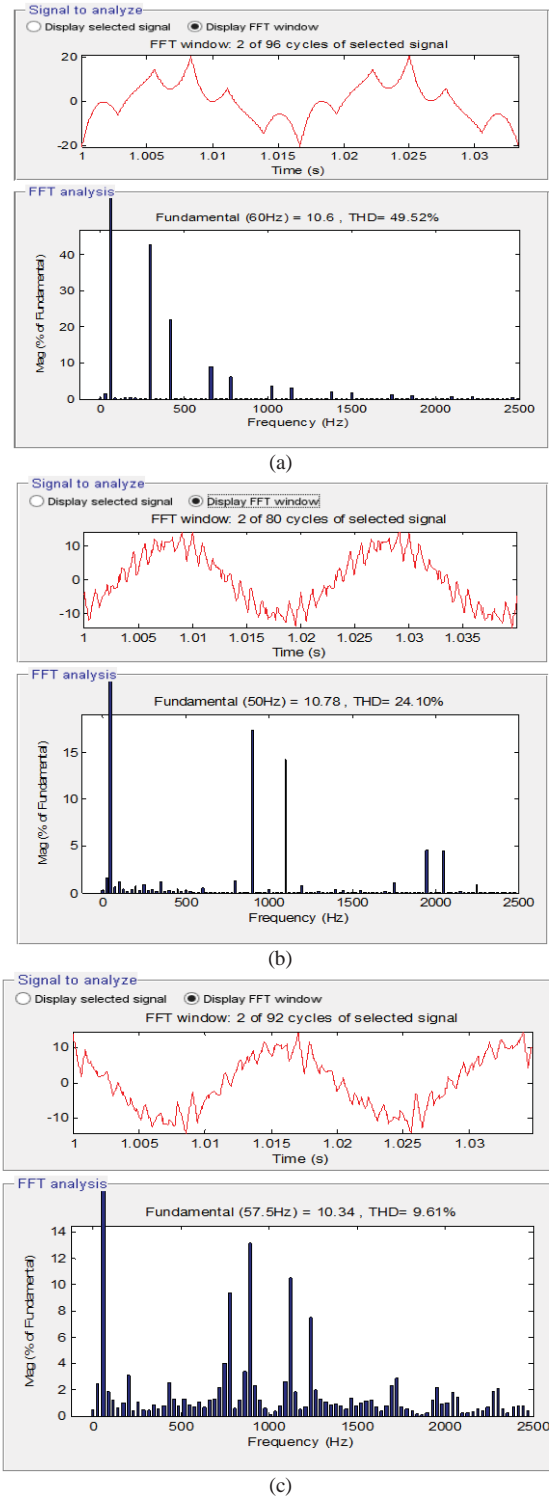 Signal to analyze
Display selected signal Display FFT window
FFT window: 2 of 96 cycles of selected signal
20
0
-20
1 1.005 1.01 1.015 1.02 1.025 1.03
Time (s)
FFT analysis
Fundamental (60Hz) = 10.6 , THD= 49.52%
Mag (% of Fundamental)
40
30
20
10
0
0 500 1000 1500 2000 2500
Frequency (Hz)
(a)
Signal to analyze
Display selected signal Display FFT window
FFT window: 2 of 80 cycles of selected signal
10
0
-10
1 1.005 1.01 1.015 1.02 1.025 1.03 1.035
Time (s)
FFT analysis
Fundamental (50Hz) = 10.78 , THD= 24.10%
Mag (% of Fundamental)
15
10
5
0
0 500 1000 1500 2000 2500
Frequency (Hz)
(b)
Signal to analyze
Display selected signal Display FFT window
FFT window: 2 of 92 cycles of selected signal
10
0
-10
1 1.005 1.01 1.015 1.02 1.025 1.03
Time (s)
FFT analysis
Fundamental (57.5Hz) = 10.34 , THD= 9.61%
Mag (% of Fundamental)
14
12
10
8
6
4
2
0
0 500 1000 1500 2000 2500
Frequency (Hz)
(c)